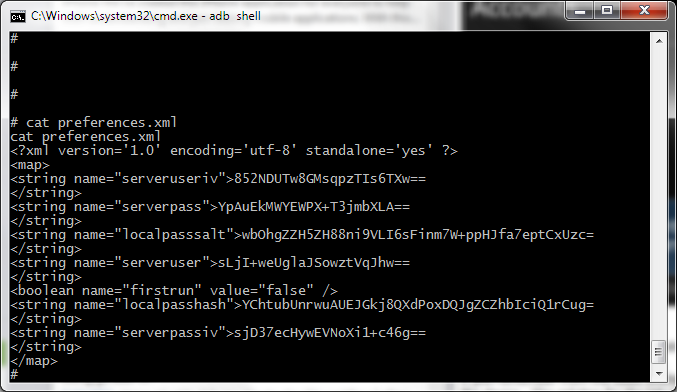 C:\Windows\system32\cmd.exe - adb shell
#
#
#
# cat preferences.xml
cat preferences.xml
<?xml version='1.0' encoding='utf-8' standalone='yes' ?>
<map>
<string name="serveruseriv">852NDUTw8GMsqpzTIs6TXw==
</string>
<string name="serverpass">YpAuEkMWYEWPX+T3jmbXLA==
</string>
<string name="localpasssalt">wbOhgZZH5ZH88ni9VLI6sFinm7W+ppHJfa7eptCxUzc=
</string>
<string name="serveruser">sLjI+weUglaJSowztVqJhw==
</string>
<boolean name="firstrun" value="false" />
<string name="localpasshash">YChtubUnrwuAUEJGkj8QXdPoxDQJgZCZhbIciQ1rCug=
</string>
<string name="serverpassiv">sjD37ecHywEVNoXi1+c46g==
</string>
</map>
#